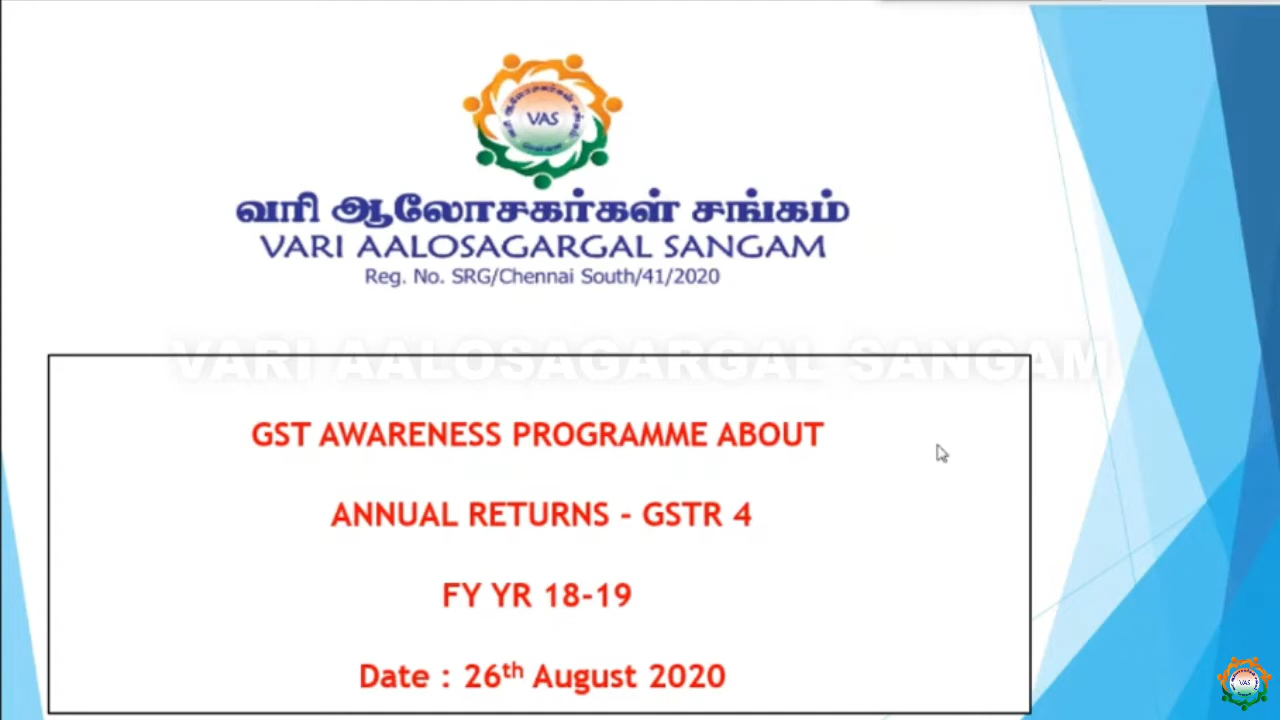 VAS
வரி ஆலோசகர்கள் சங்கம்
VARI AALOSAGARGAL SANGAM
Reg. No. SRG/Chennai South/41/2020
VARI AALOSAGARGAL SANGAM
GST AWARENESS PROGRAMME ABOUT
ANNUAL RETURNS - GSTR 4
FY YR 18-19
Date : 26th August 2020
VAS